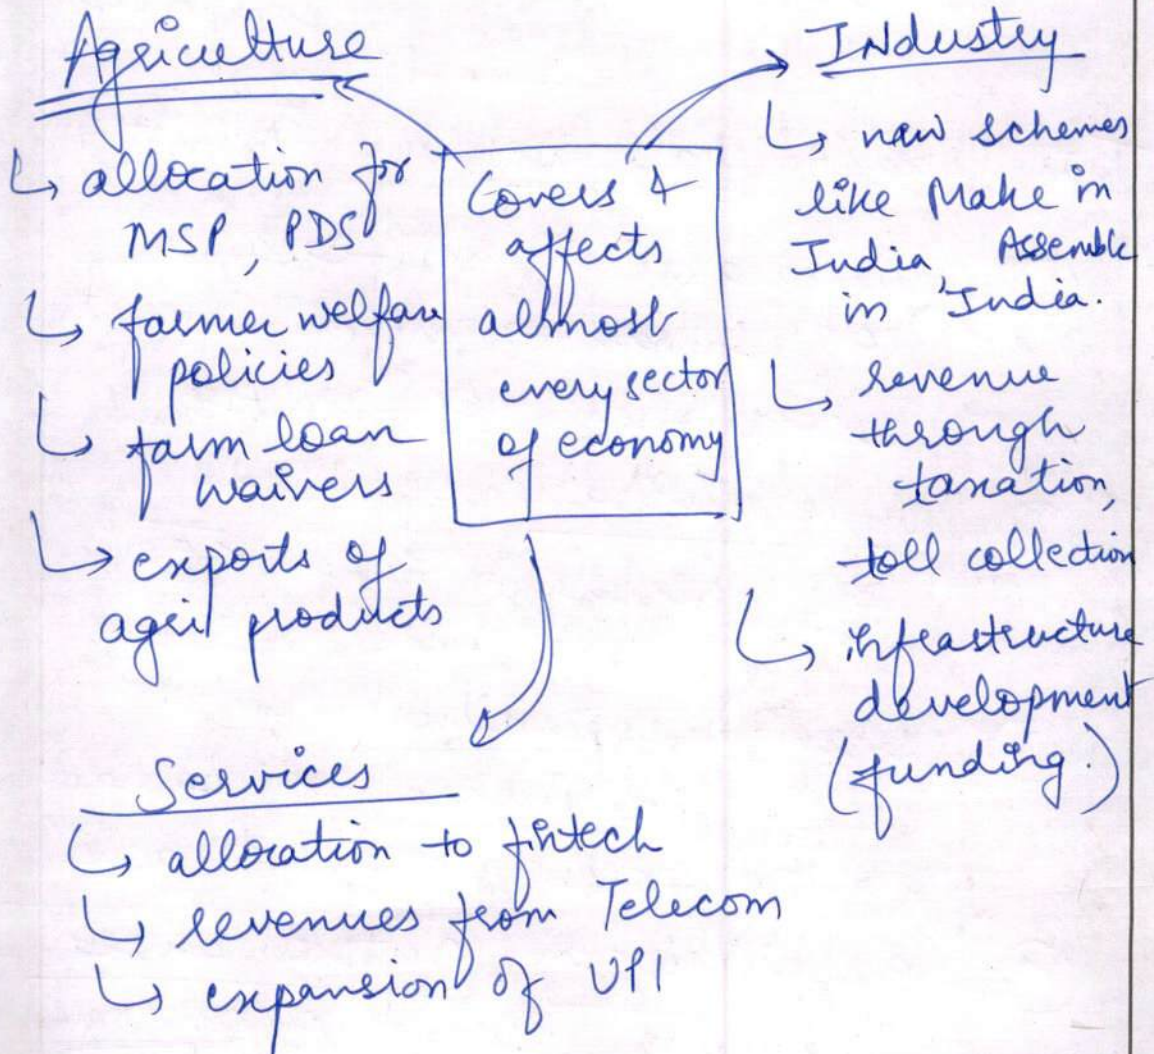 Agriculture
↳ allocation for
MSP, PDS
↳ farmer welfare
policies
↳ farm loan
waivers
↳ exports of
agri products
Covers &
affects
almost
every sector
of economy
Industry
↳ new schemes
like Make in
India, Assemble
in India.
↳ revenue
through
taxation,
toll collection
↳ infrastructure
development
(funding.)
Services
↳ allocation to fintech
↳ revenues from Telecom
↳ expansion of UPI